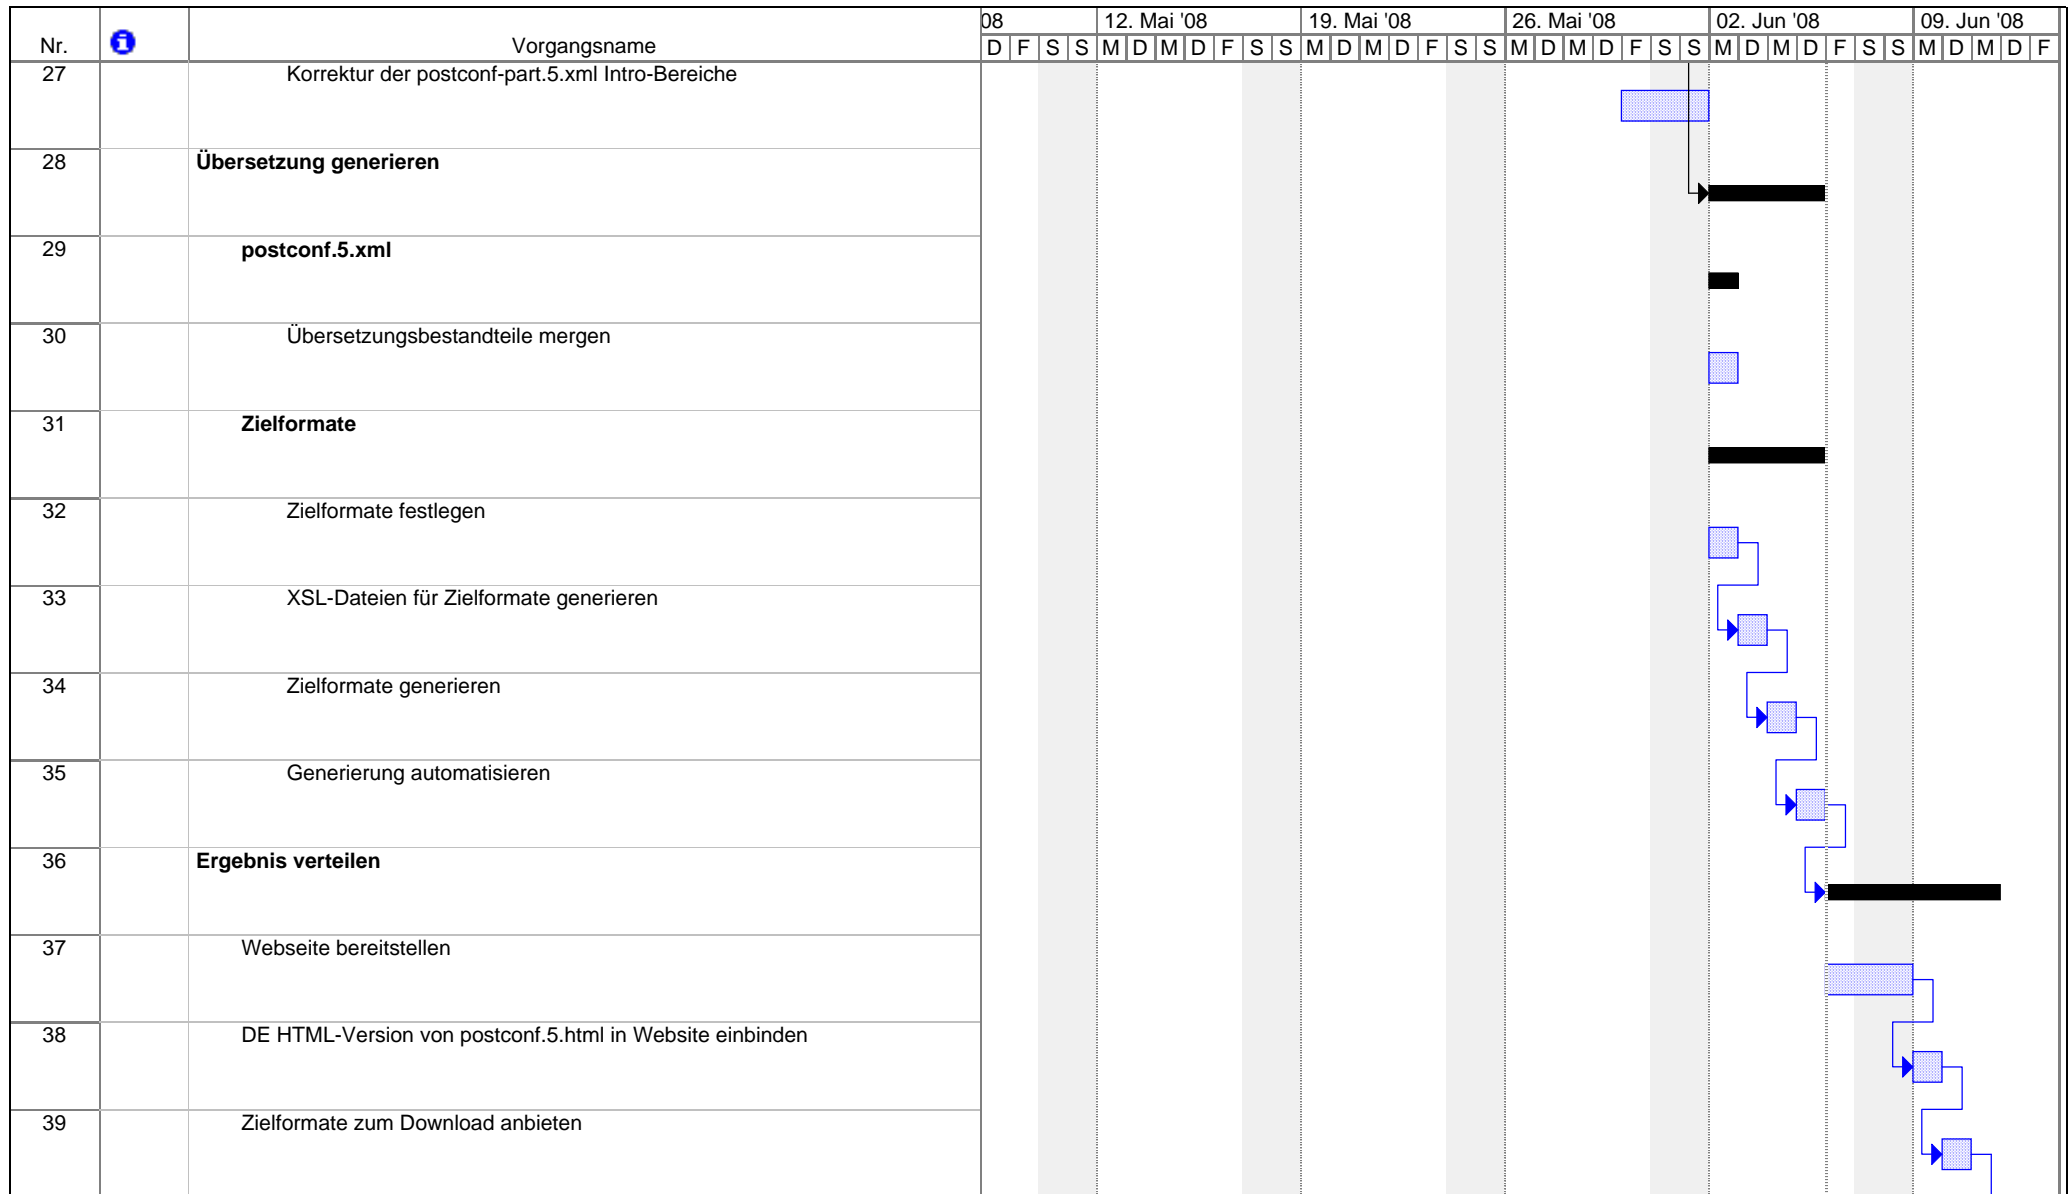 08 12. Mai '08 19. Mai '08 26. Mai '08 02. Jun '08 09. Jun '08
Nr. Vorgangsname D F S S M D M D F S S M D M D F S S M D M D F S S M D M D F S S M D M D F
27 Korrektur der postconf-part.5.xml Intro-Bereiche
28 Übersetzung generieren
29 postconf.5.xml
30 Übersetzungsbestandteile mergen
31 Zielformate
32 Zielformate festlegen
33 XSL-Dateien für Zielformate generieren
34 Zielformate generieren
35 Generierung automatisieren
36 Ergebnis verteilen
37 Webseite bereitstellen
38 DE HTML-Version von postconf.5.html in Website einbinden
39 Zielformate zum Download anbieten